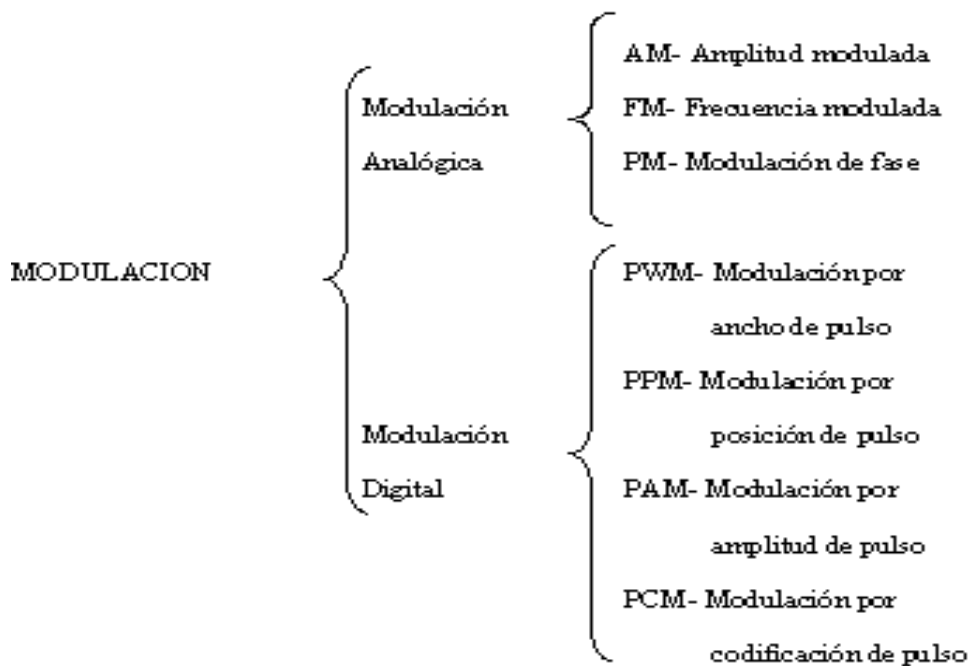 MODULACION
Modulación
Analógica
AM- Amplitud modulada
FM- Frecuencia modulada
PM- Modulación de fase
Modulación
Digital
PWM- Modulación por
ancho de pulso
PPM- Modulación por
posición de pulso
PAM- Modulación por
amplitud de pulso
PCM- Modulación por
codificación de pulso